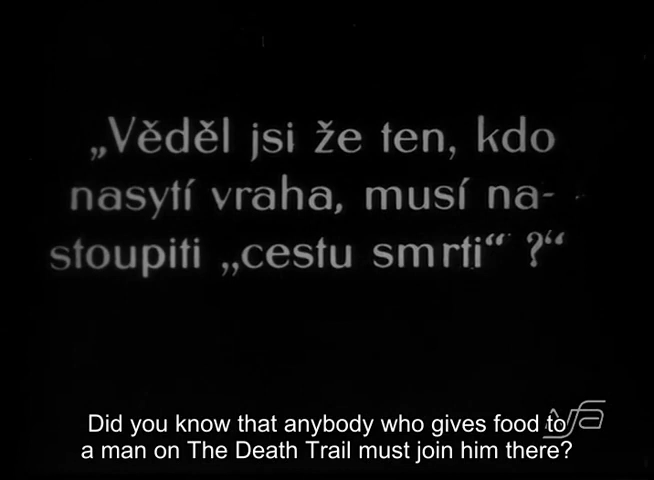 „Věděl jsi že ten, kdo
nasytí vraha, musí na-
stoupiti „cestu smrti“ ?“
Did you know that anybody who gives food to
a man on The Death Trail must join him there?